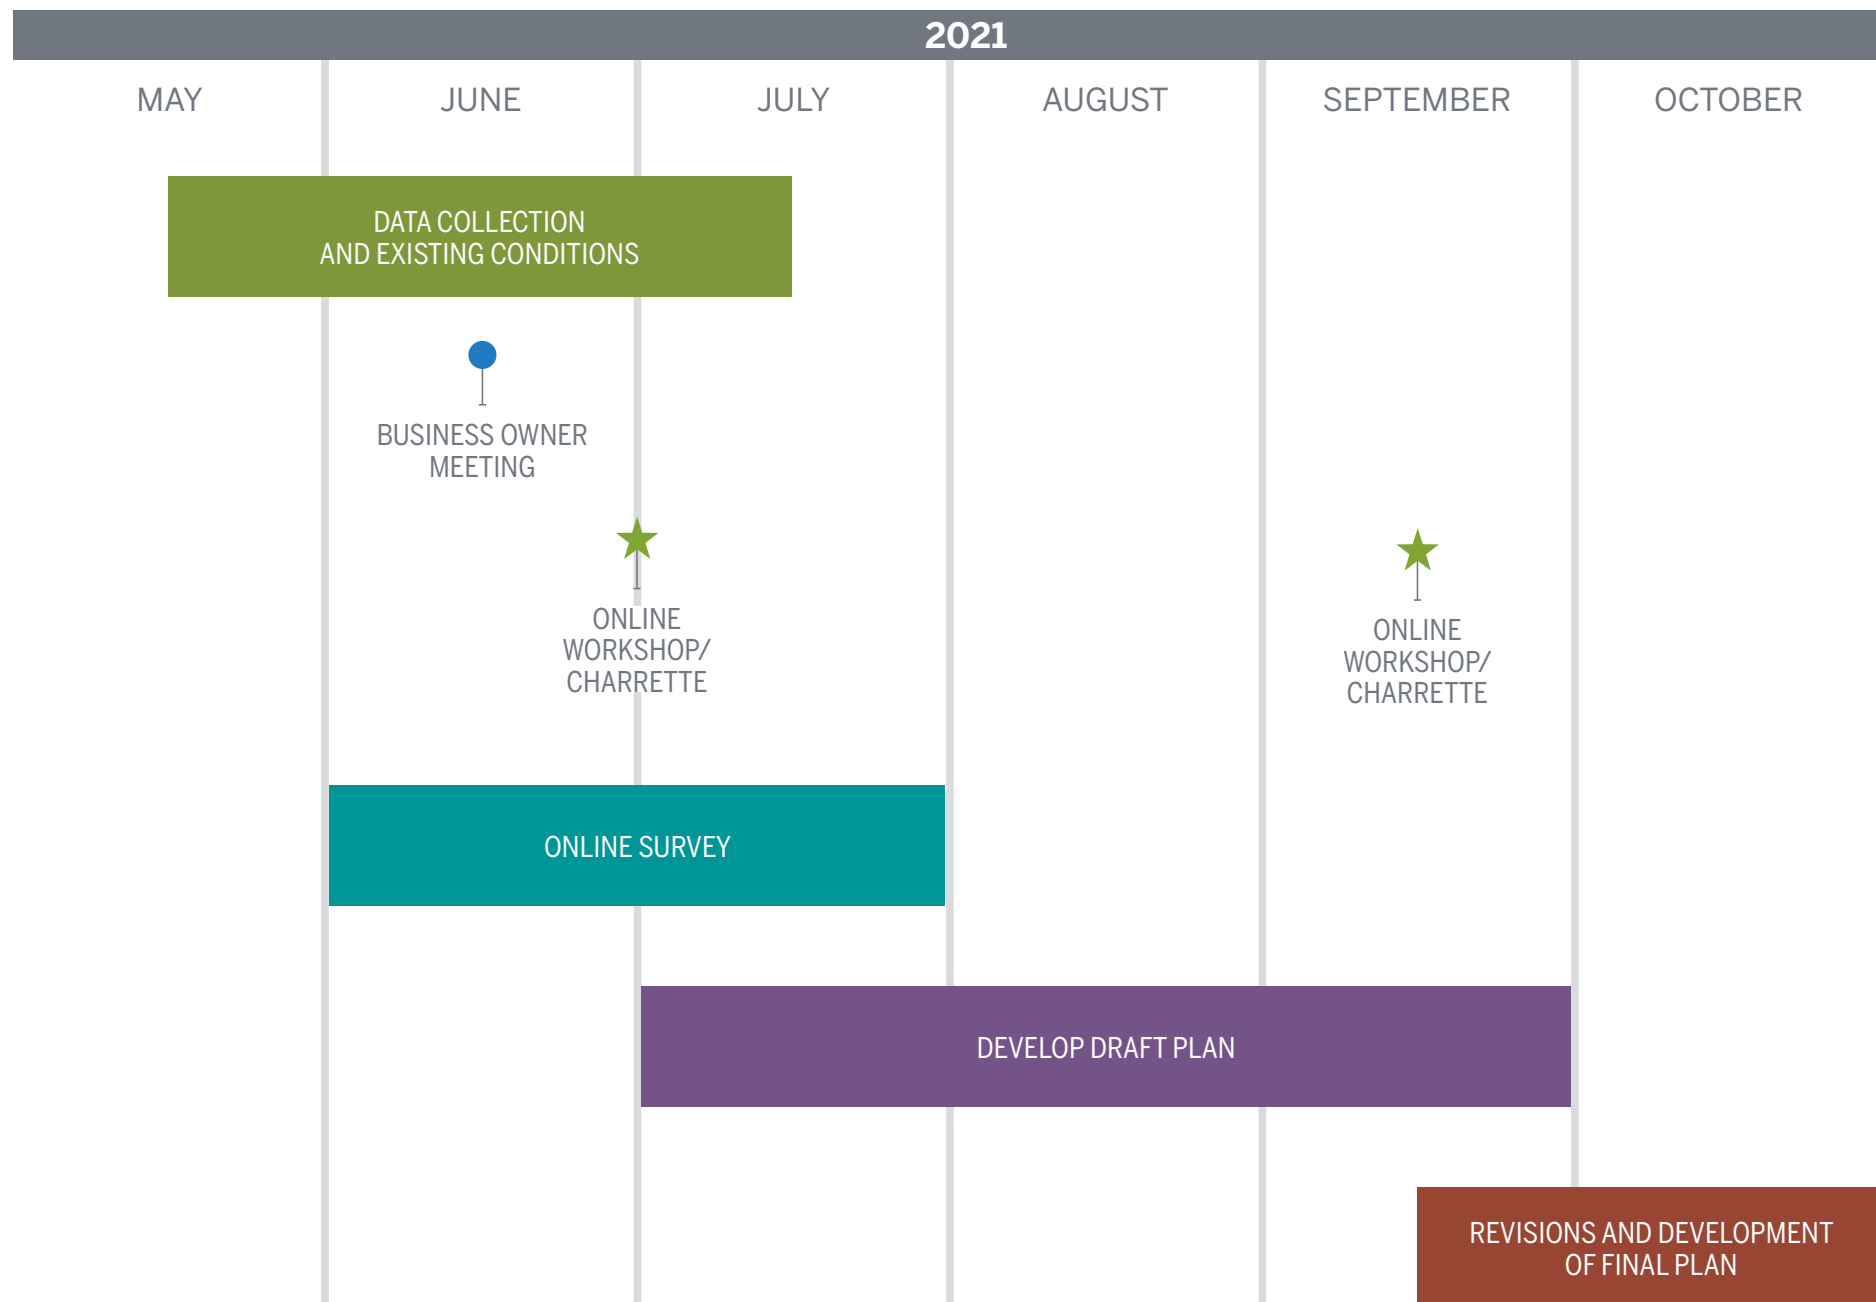 2021
MAY
JUNE
JULY
AUGUST
SEPTEMBER
OCTOBER
DATA COLLECTION
AND EXISTING CONDITIONS
BUSINESS OWNER
MEETING
ONLINE
WORKSHOP/
CHARRETTE
ONLINE
WORKSHOP/
CHARRETTE
ONLINE SURVEY
DEVELOP DRAFT PLAN
REVISIONS AND DEVELOPMENT
OF FINAL PLAN